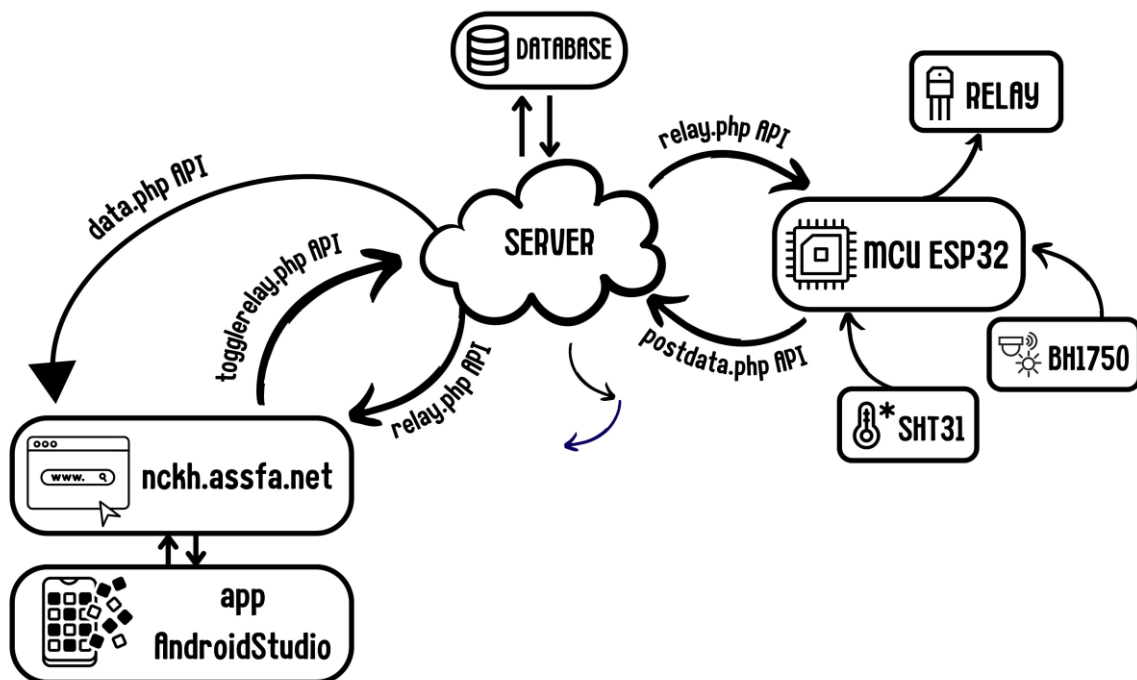 DATABASE
RELAY
relay.php API
data.php API
togglerelay.php API
SERVER
MCU ESP32
postdata.php API
BH1750
relay.php API
SHT31
www.
nckh.assfa.net
app
AndroidStudio